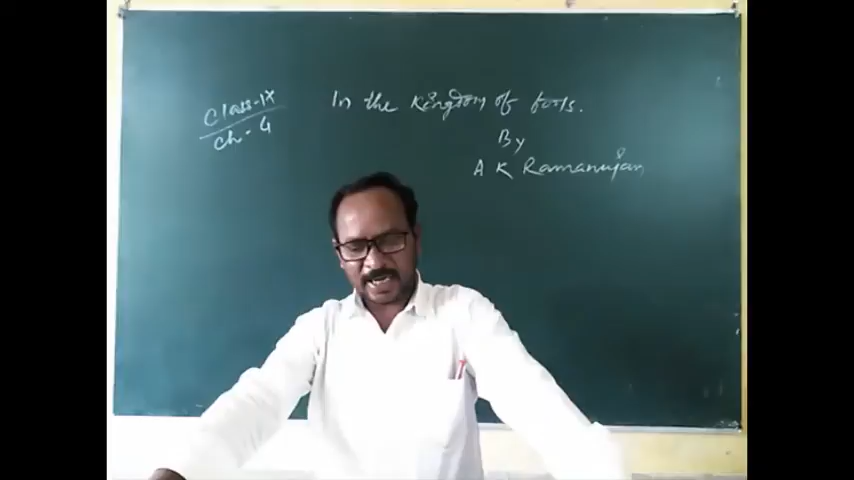 Class-IX
Ch-4
In the Kingdom of fools.
By
A K Ramanujan